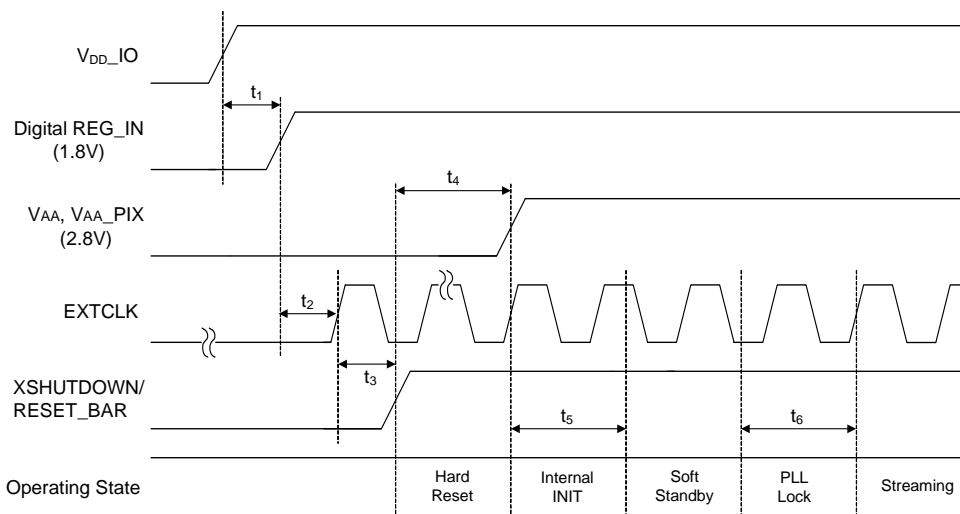 V_DD_IO
t₁
Digital REG_IN
(1.8V)
t₄
VAA, VAA_PIX
(2.8V)
t₂
EXTCLK
t₃
XSHUTDOWN/
RESET_BAR
t₅
t₆
Operating State
Hard
Reset
Internal
INIT
Soft
Standby
PLL
Lock
Streaming